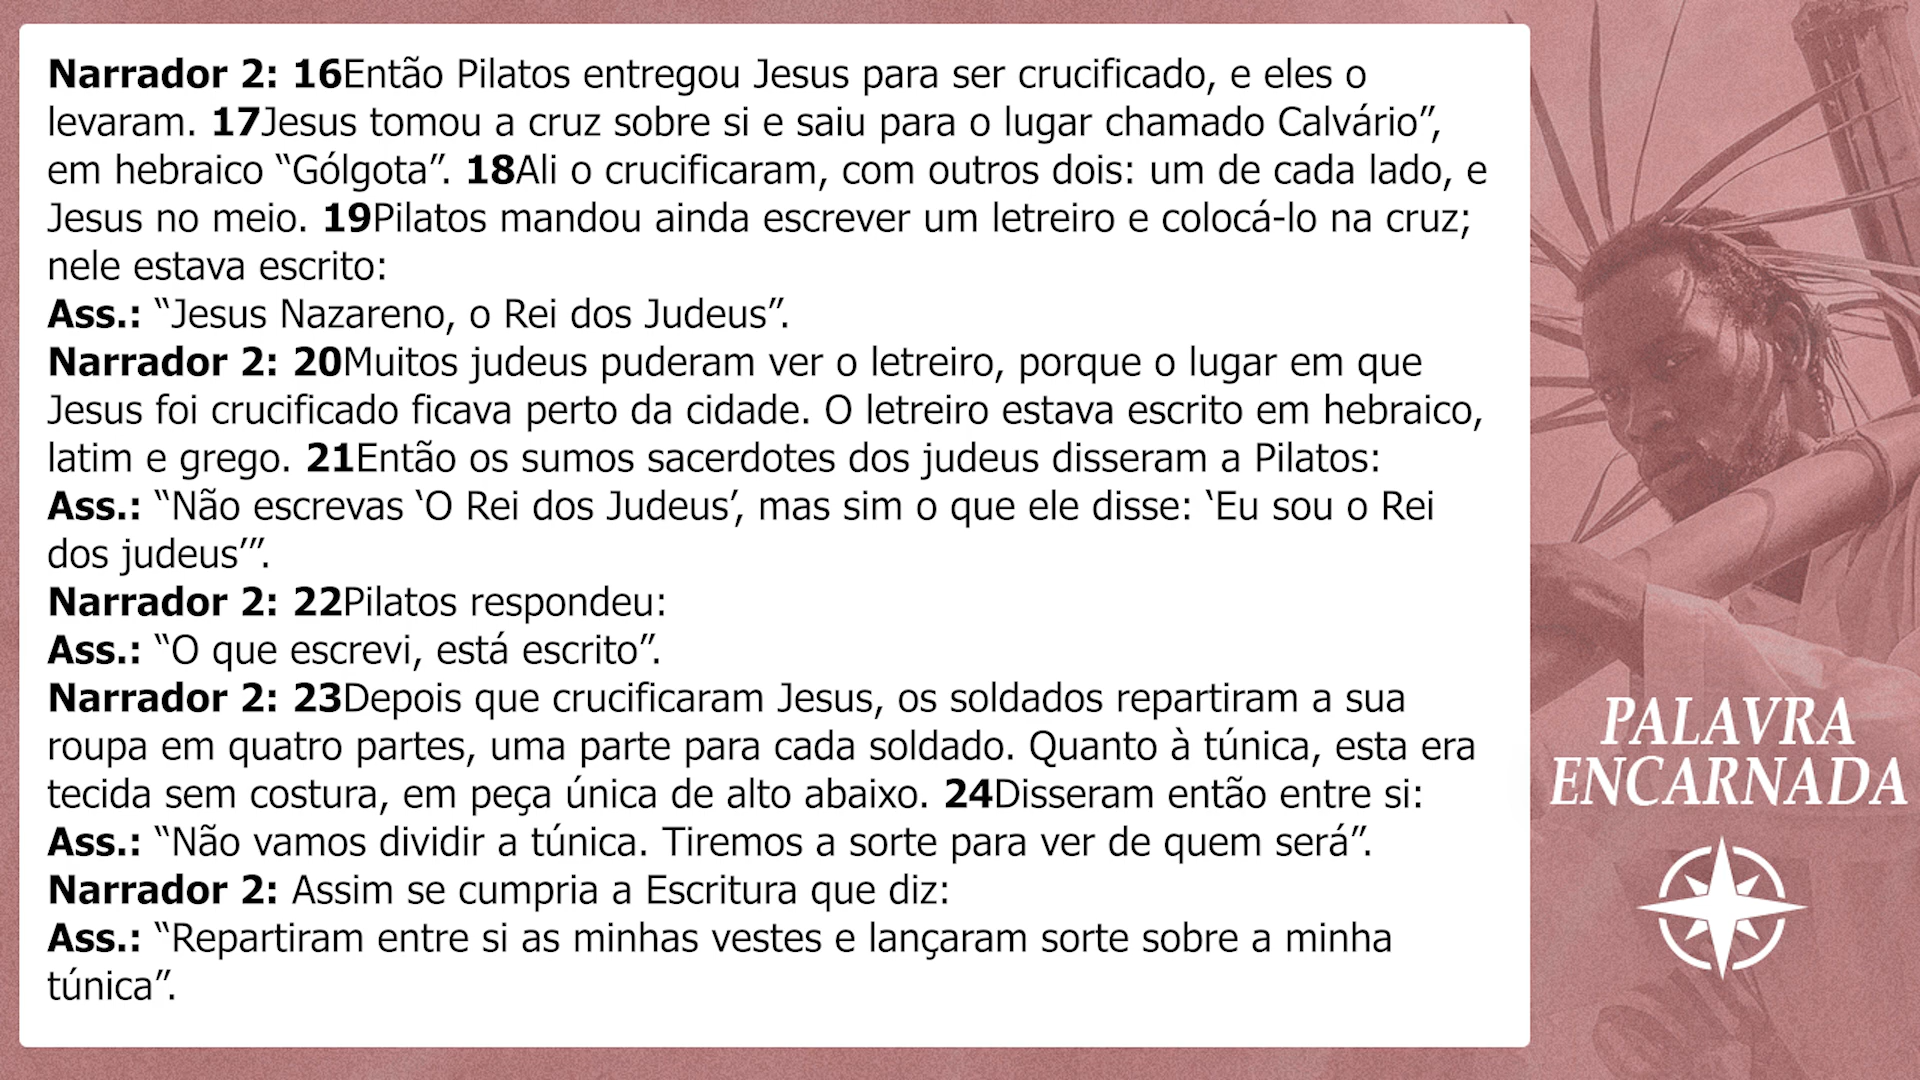 Narrador 2: 16Então Pilatos entregou Jesus para ser crucificado, e eles o
levaram. 17Jesus tomou a cruz sobre si e saiu para o lugar chamado Calvário”,
em hebraico “Gólgota”. 18Ali o crucificaram, com outros dois: um de cada lado, e
Jesus no meio. 19Pilatos mandou ainda escrever um letreiro e colocá-lo na cruz;
nele estava escrito:
Ass.: “Jesus Nazareno, o Rei dos Judeus”.
Narrador 2: 20Muitos judeus puderam ver o letreiro, porque o lugar em que
Jesus foi crucificado ficava perto da cidade. O letreiro estava escrito em hebraico,
latim e grego. 21Então os sumos sacerdotes dos judeus disseram a Pilatos:
Ass.: “Não escrevas ‘O Rei dos Judeus’, mas sim o que ele disse: ‘Eu sou o Rei
dos judeus’”.
Narrador 2: 22Pilatos respondeu:
Ass.: “O que escrevi, está escrito”.
Narrador 2: 23Depois que crucificaram Jesus, os soldados repartiram a sua
roupa em quatro partes, uma parte para cada soldado. Quanto à túnica, esta era
tecida sem costura, em peça única de alto abaixo. 24Disseram então entre si:
Ass.: “Não vamos dividir a túnica. Tiremos a sorte para ver de quem será”.
Narrador 2: Assim se cumpria a Escritura que diz:
Ass.: “Repartiram entre si as minhas vestes e lançaram sorte sobre a minha
túnica”.
PALAVRA
ENCARNADA